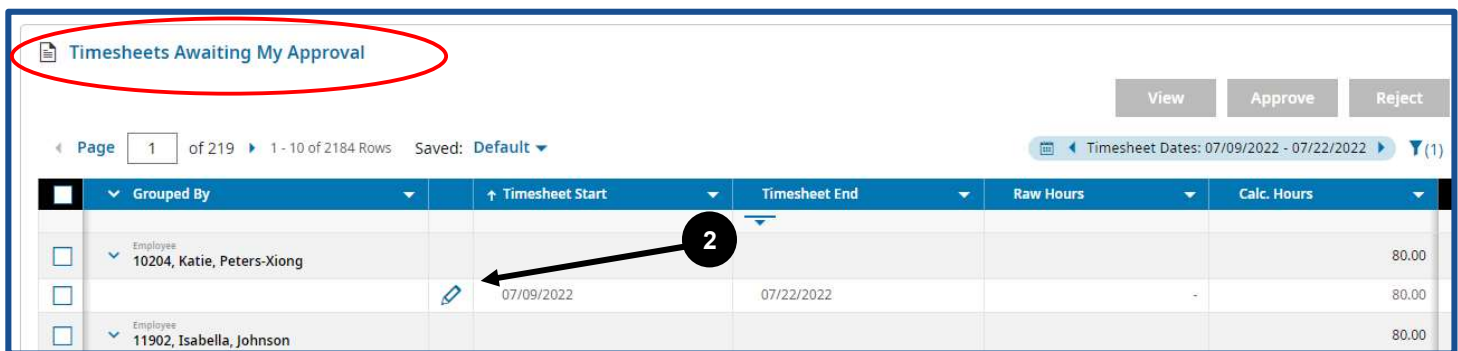 Timesheets Awaiting My Approval
View Approve Reject
Page 1 of 219 1 - 10 of 2184 Rows Saved: Default Timesheet Dates: 07/09/2022 - 07/22/2022 (1)
Grouped By Timesheet Start Timesheet End Raw Hours Calc. Hours
2
Employee
10204, Katie, Peters-Xiong 80.00
07/09/2022 07/22/2022 - 80.00
Employee
11902, Isabella, Johnson 80.00